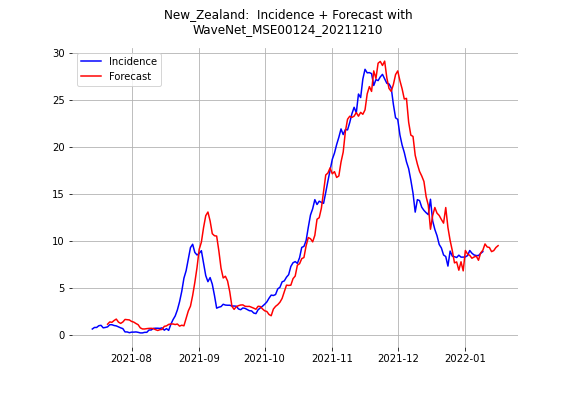 New_Zealand:  Incidence + Forecast with
WaveNet_MSE00124_20211210
Incidence
Forecast
30
25
20
15
10
5
0
2021-08 2021-09 2021-10 2021-11 2021-12 2022-01